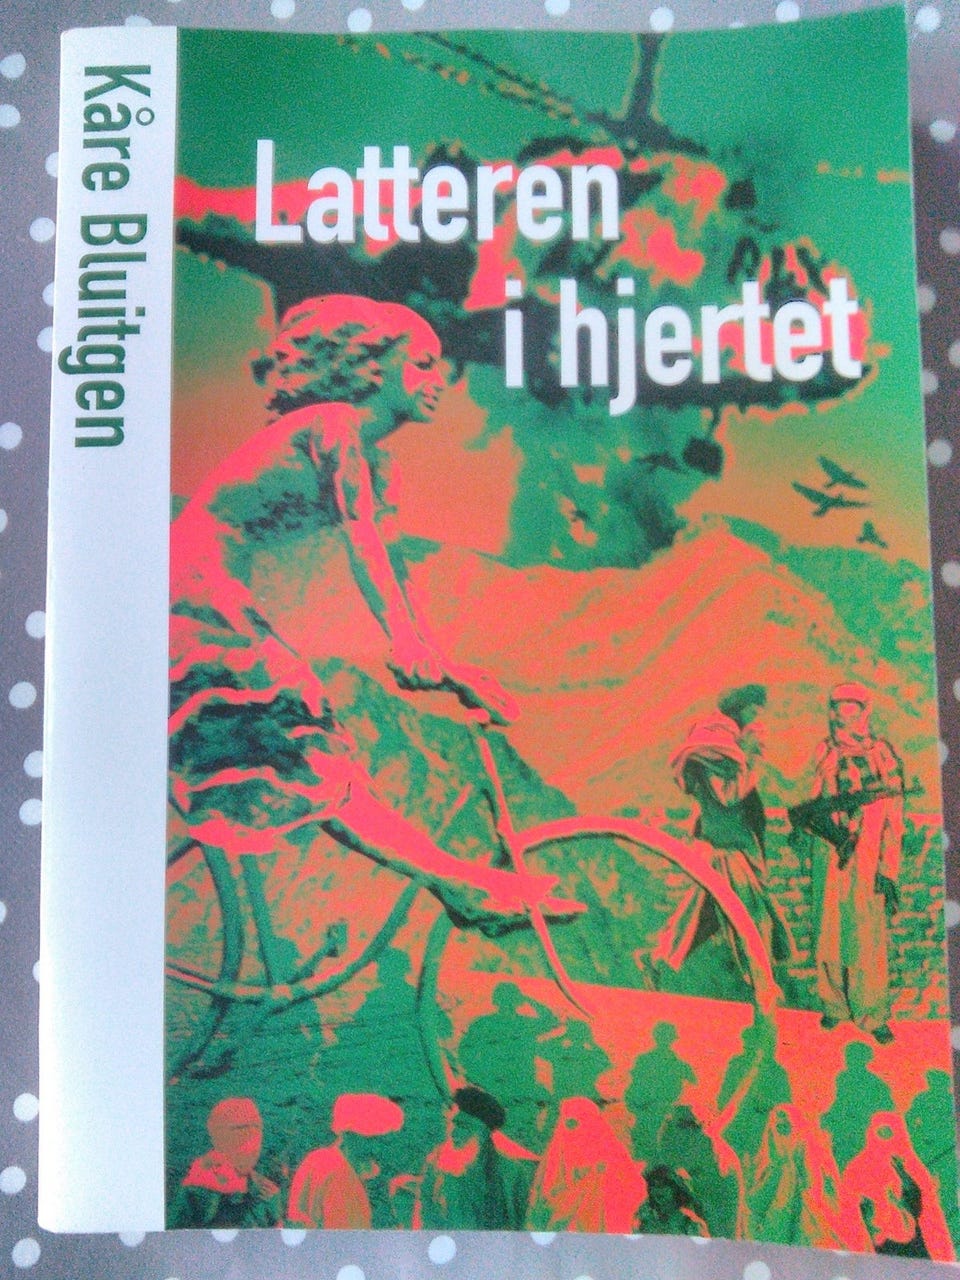 Kåre Bluitgen
Latteren
i hjertet